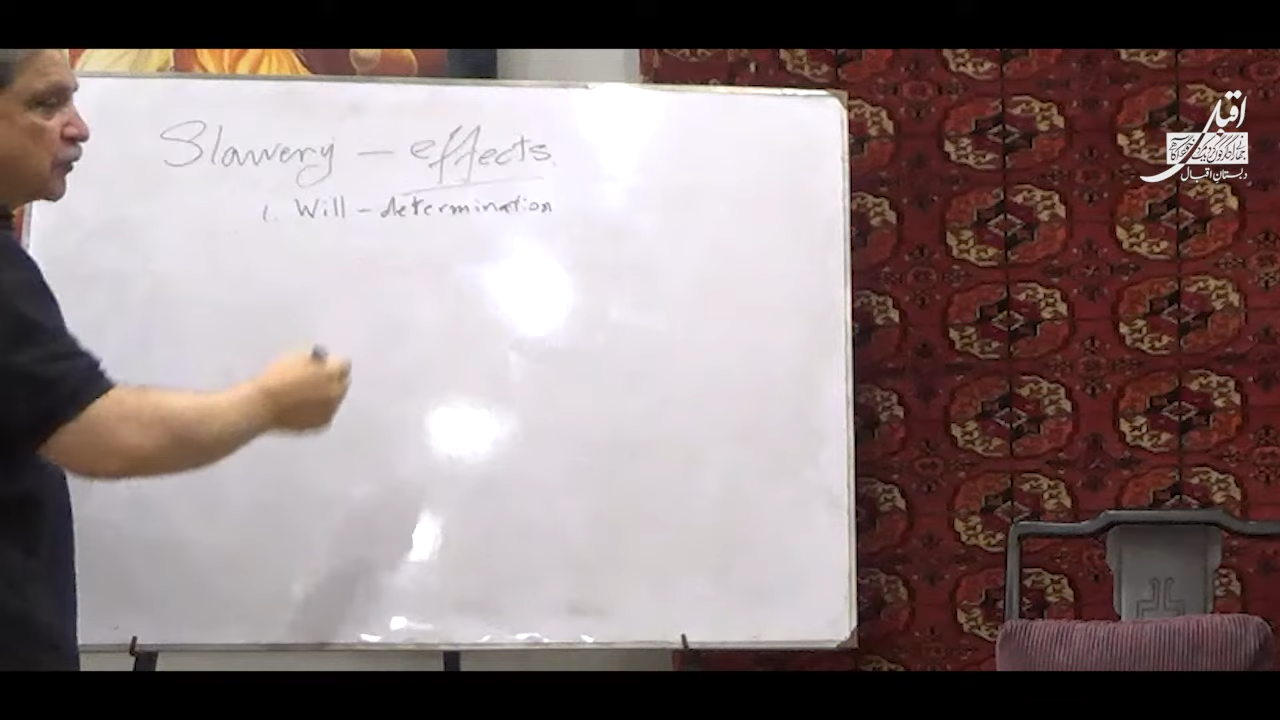 Slavery - effects.
1. Will - determination
اقبال
دبستانِ اقبال